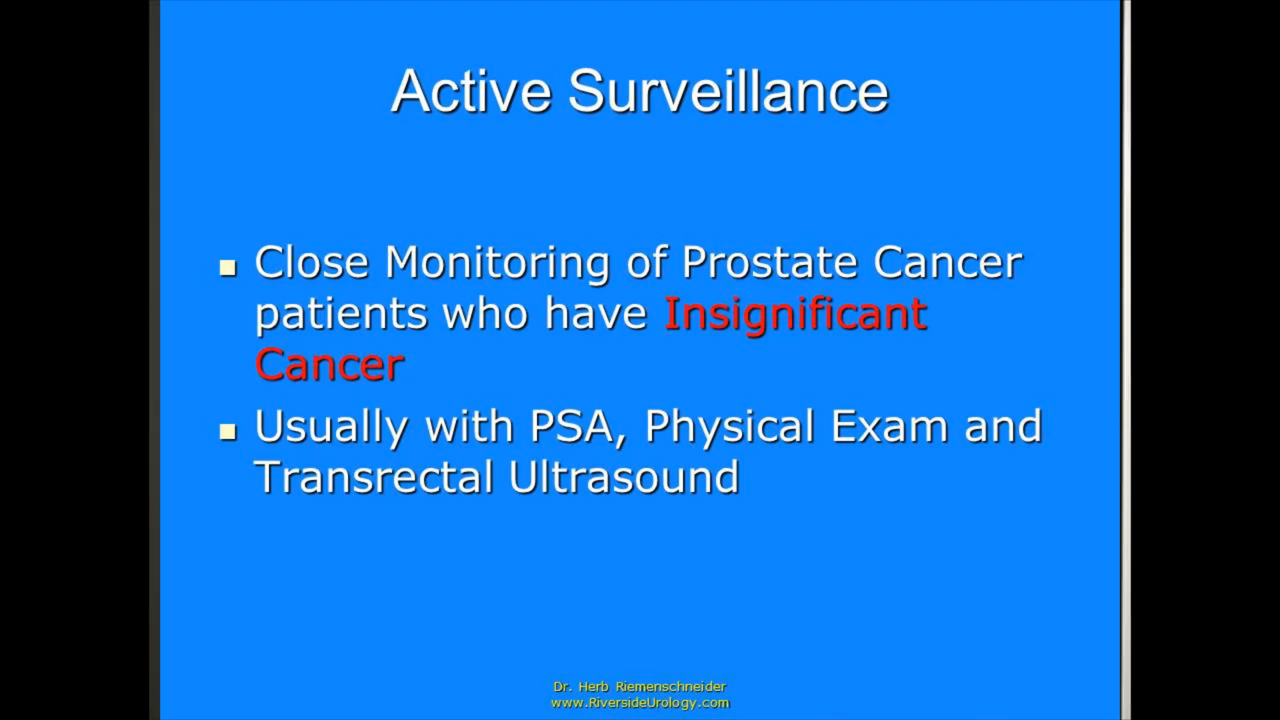 Active Surveillance
Close Monitoring of Prostate Cancer
patients who have Insignificant
Cancer
Usually with PSA, Physical Exam and
Transrectal Ultrasound
Dr. Herb Riemenschneider
www.RiversideUrology.com